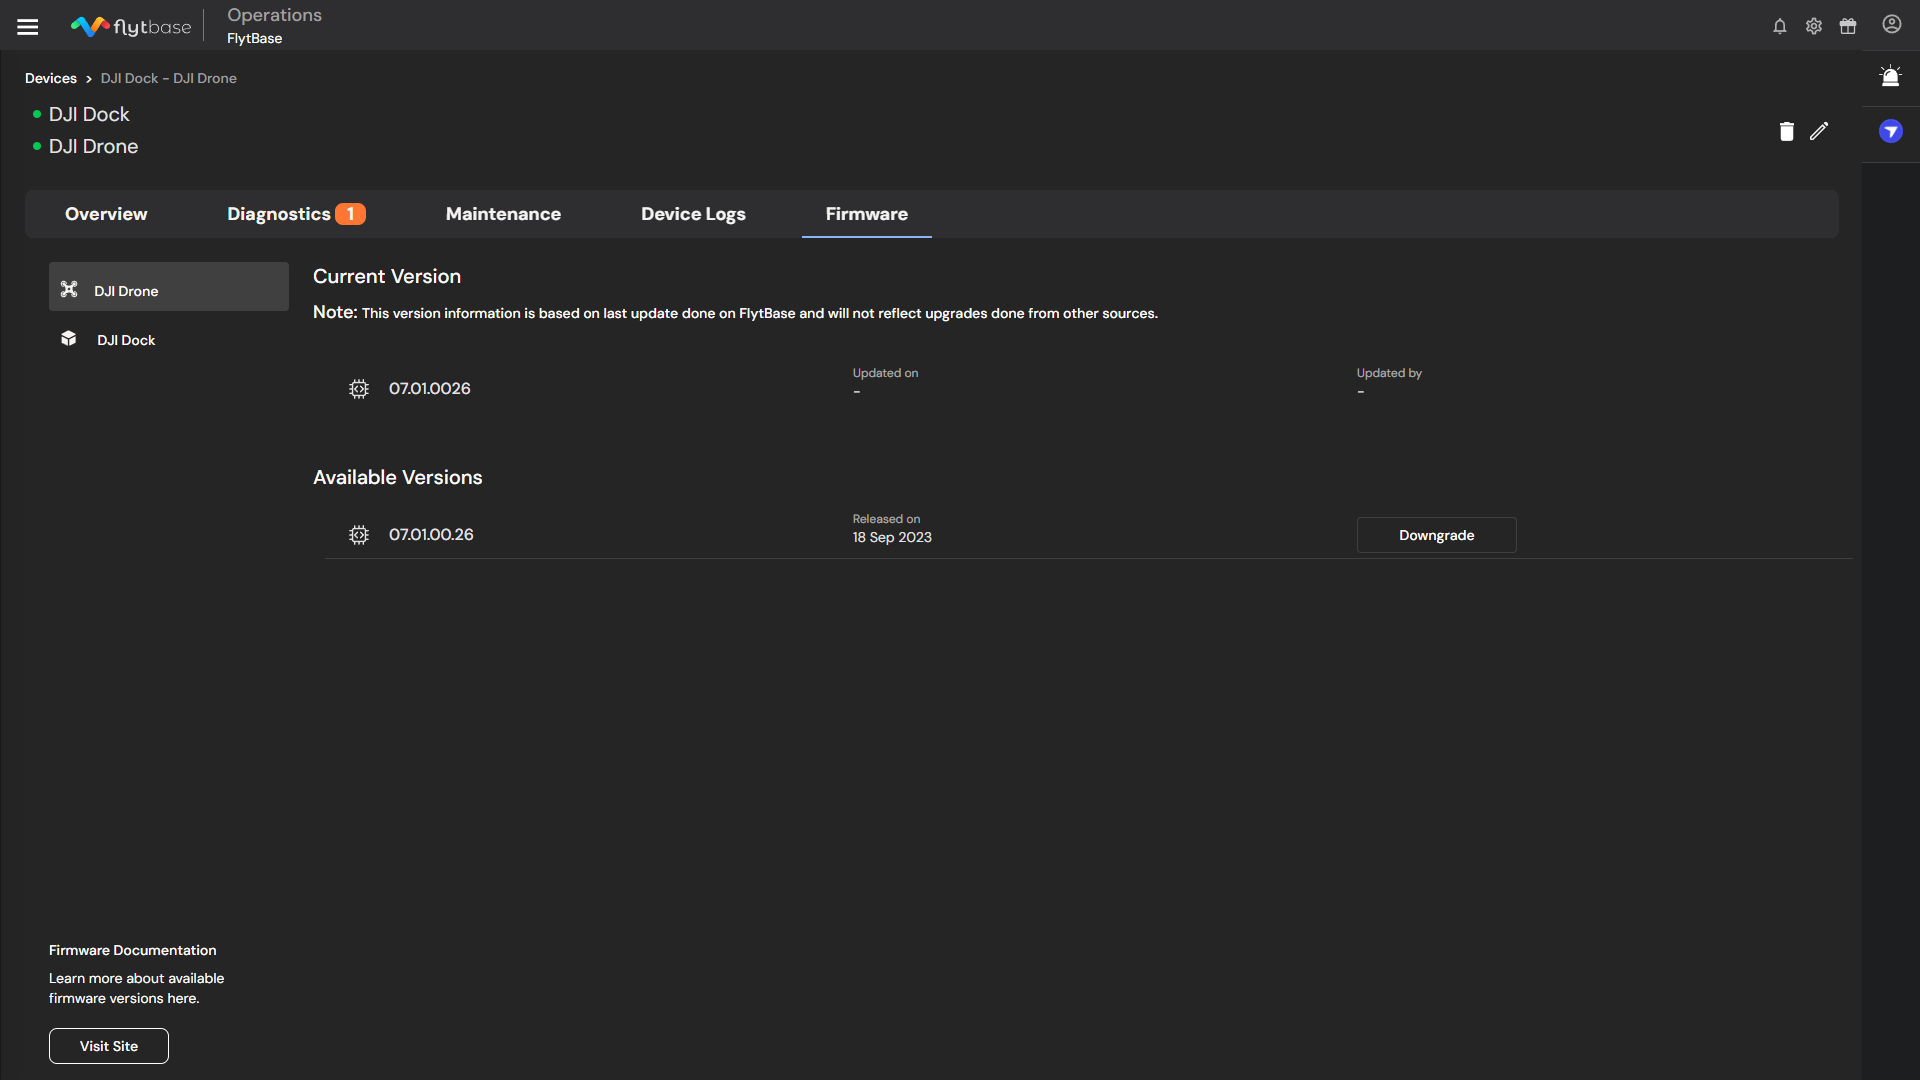 flytbase
Operations
FlytBase
Devices > DJI Dock - DJI Drone
DJI Dock
DJI Drone
Overview
Diagnostics 1
Maintenance
Device Logs
Firmware
DJI Drone
DJI Dock
Current Version
Note: This version information is based on last update done on FlytBase and will not reflect upgrades done from other sources.
07.01.0026
Updated on
-
Updated by
-
Available Versions
07.01.00.26
Released on
18 Sep 2023
Downgrade
Firmware Documentation
Learn more about available
firmware versions here.
Visit Site